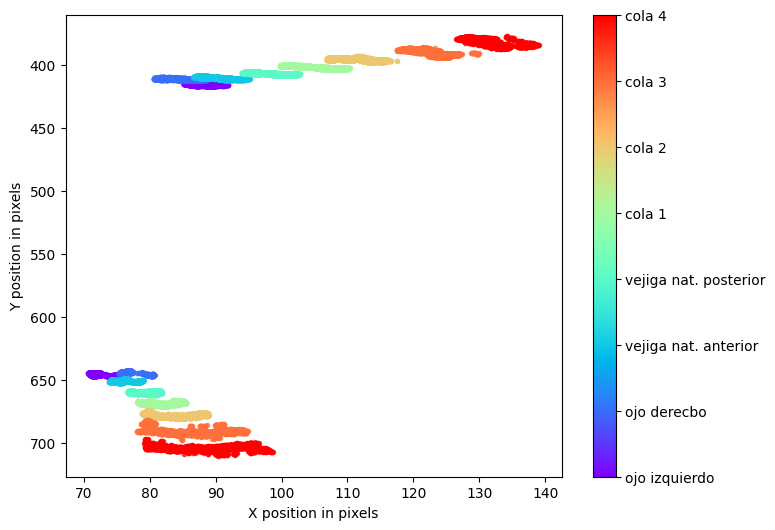 400
450
500
550
600
650
700
Y position in pixels
70
80
90
100
110
120
130
140
X position in pixels
cola 4
cola 3
cola 2
cola 1
vejiga nat. posterior
vejiga nat. anterior
ojo derecbo
ojo izquierdo